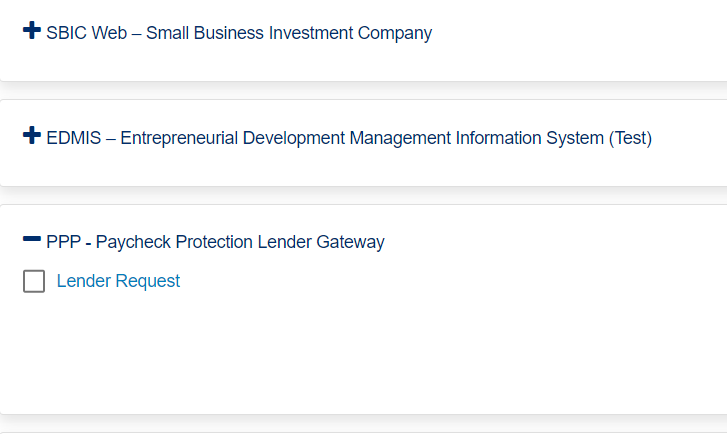 SBIC Web – Small Business Investment Company
EDMIS – Entrepreneurial Development Management Information System (Test)
PPP - Paycheck Protection Lender Gateway
Lender Request